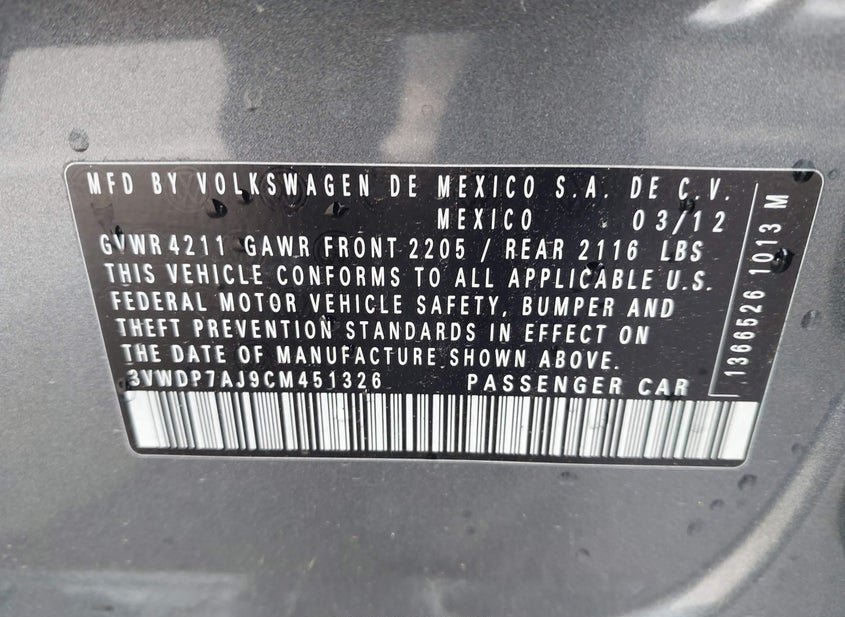 MFD BY VOLKSWAGEN DE MEXICO S.A. DE C.V.
MEXICO 03/12
GVWR 4211 GAWR FRONT 2205 / REAR 2116 LBS
THIS VEHICLE CONFORMS TO ALL APPLICABLE U.S.
FEDERAL MOTOR VEHICLE SAFETY, BUMPER AND
THEFT PREVENTION STANDARDS IN EFFECT ON
THE DATE OF MANUFACTURE SHOWN ABOVE.
3VWDP7AJ9CM451326 PASSENGER CAR
1366526 1013 M